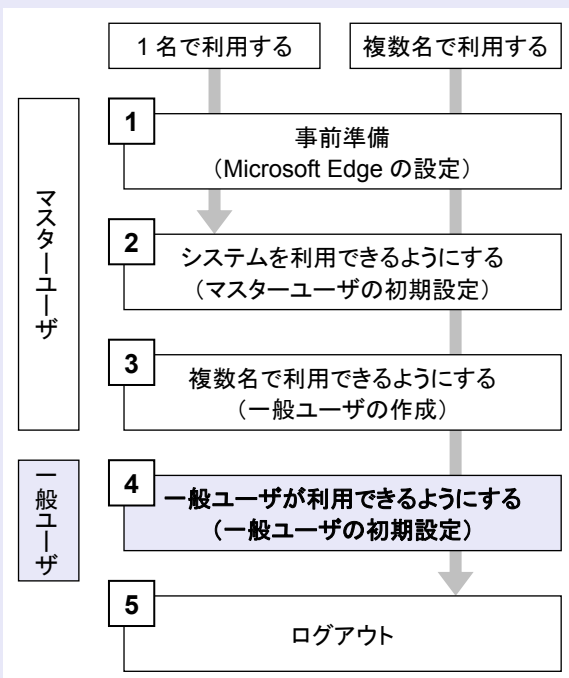 1名で利用する
複数名で利用する
マスターユーザ
1
事前準備
（Microsoft Edge の設定）
2
システムを利用できるようにする
（マスターユーザの初期設定）
3
複数名で利用できるようにする
（一般ユーザの作成）
一般ユーザ
4
一般ユーザが利用できるようにする
（一般ユーザの初期設定）
5
ログアウト